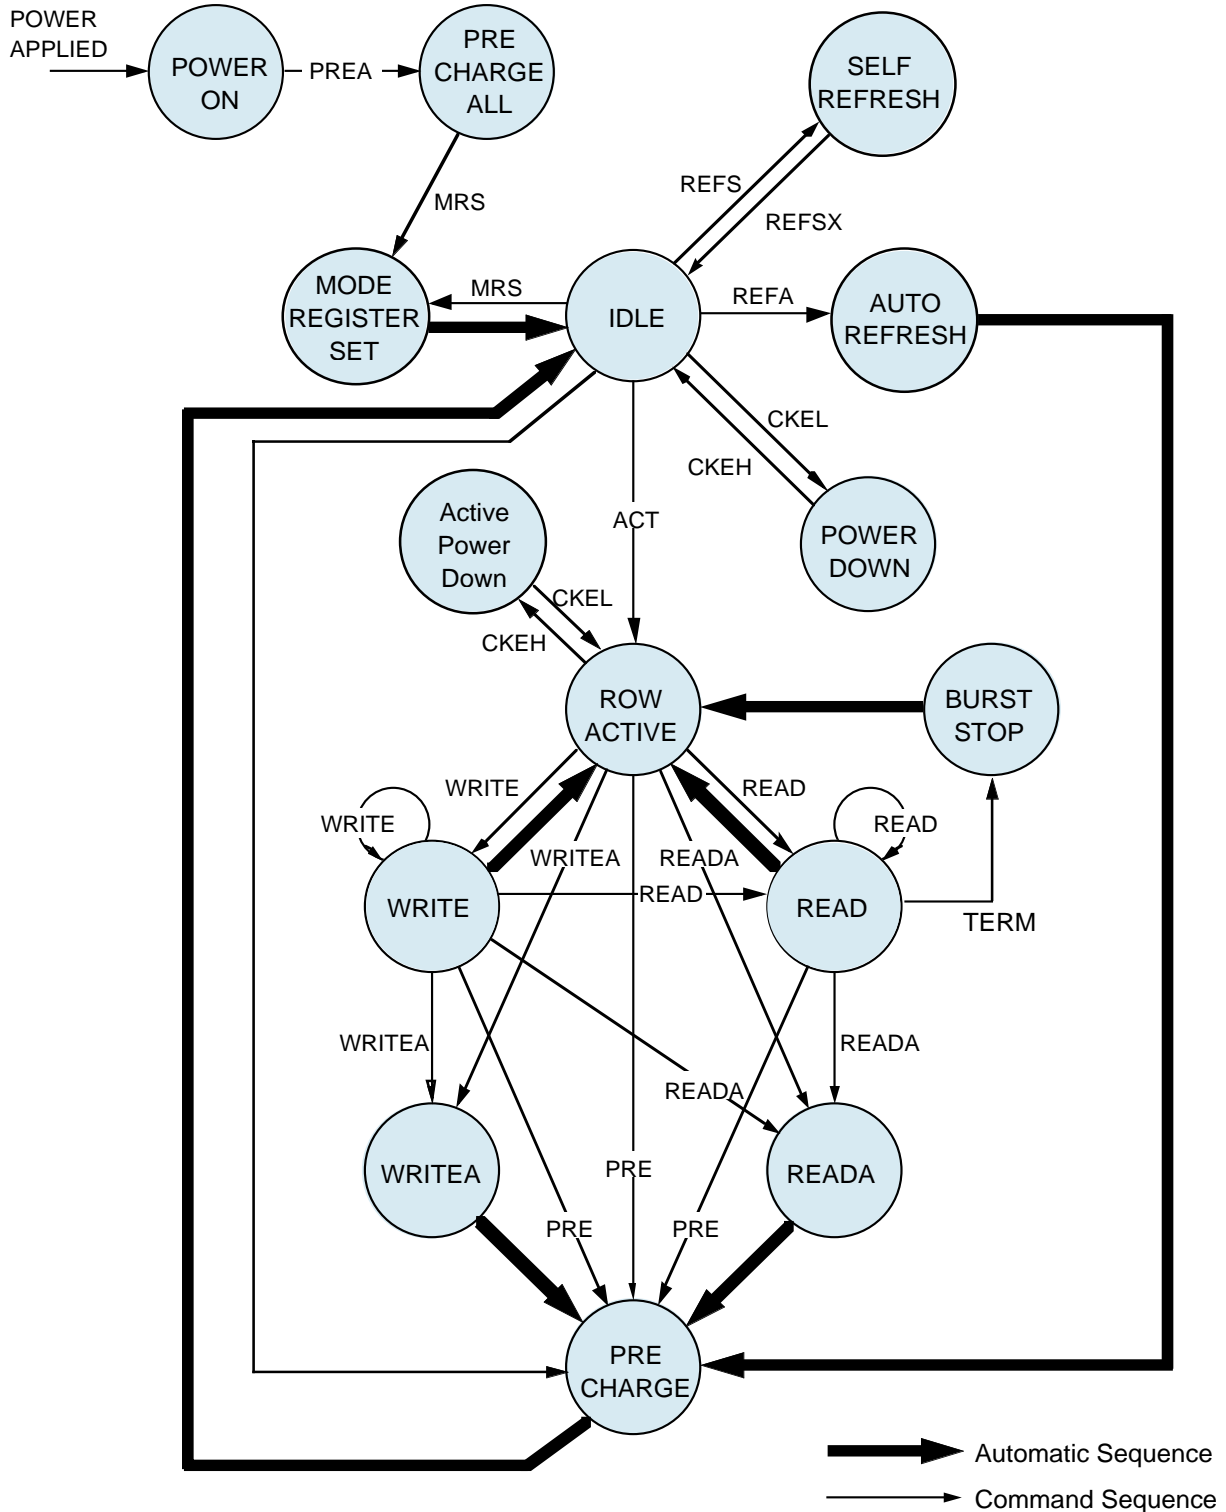 POWER
APPLIED
POWER
ON
PREA
PRE
CHARGE
ALL
SELF
REFRESH
MRS
REFS
REFSX
MODE
REGISTER
SET
MRS
IDLE
REFA
AUTO
REFRESH
CKEL
CKEH
Active
Power
Down
ACT
POWER
DOWN
CKEL
CKEH
ROW
ACTIVE
BURST
STOP
WRITE
READ
WRITE
READ
WRITEA
READA
WRITE
READ
READ
TERM
WRITEA
READA
READA
WRITEA
PRE
READA
PRE
PRE
PRE
CHARGE
Automatic Sequence
Command Sequence